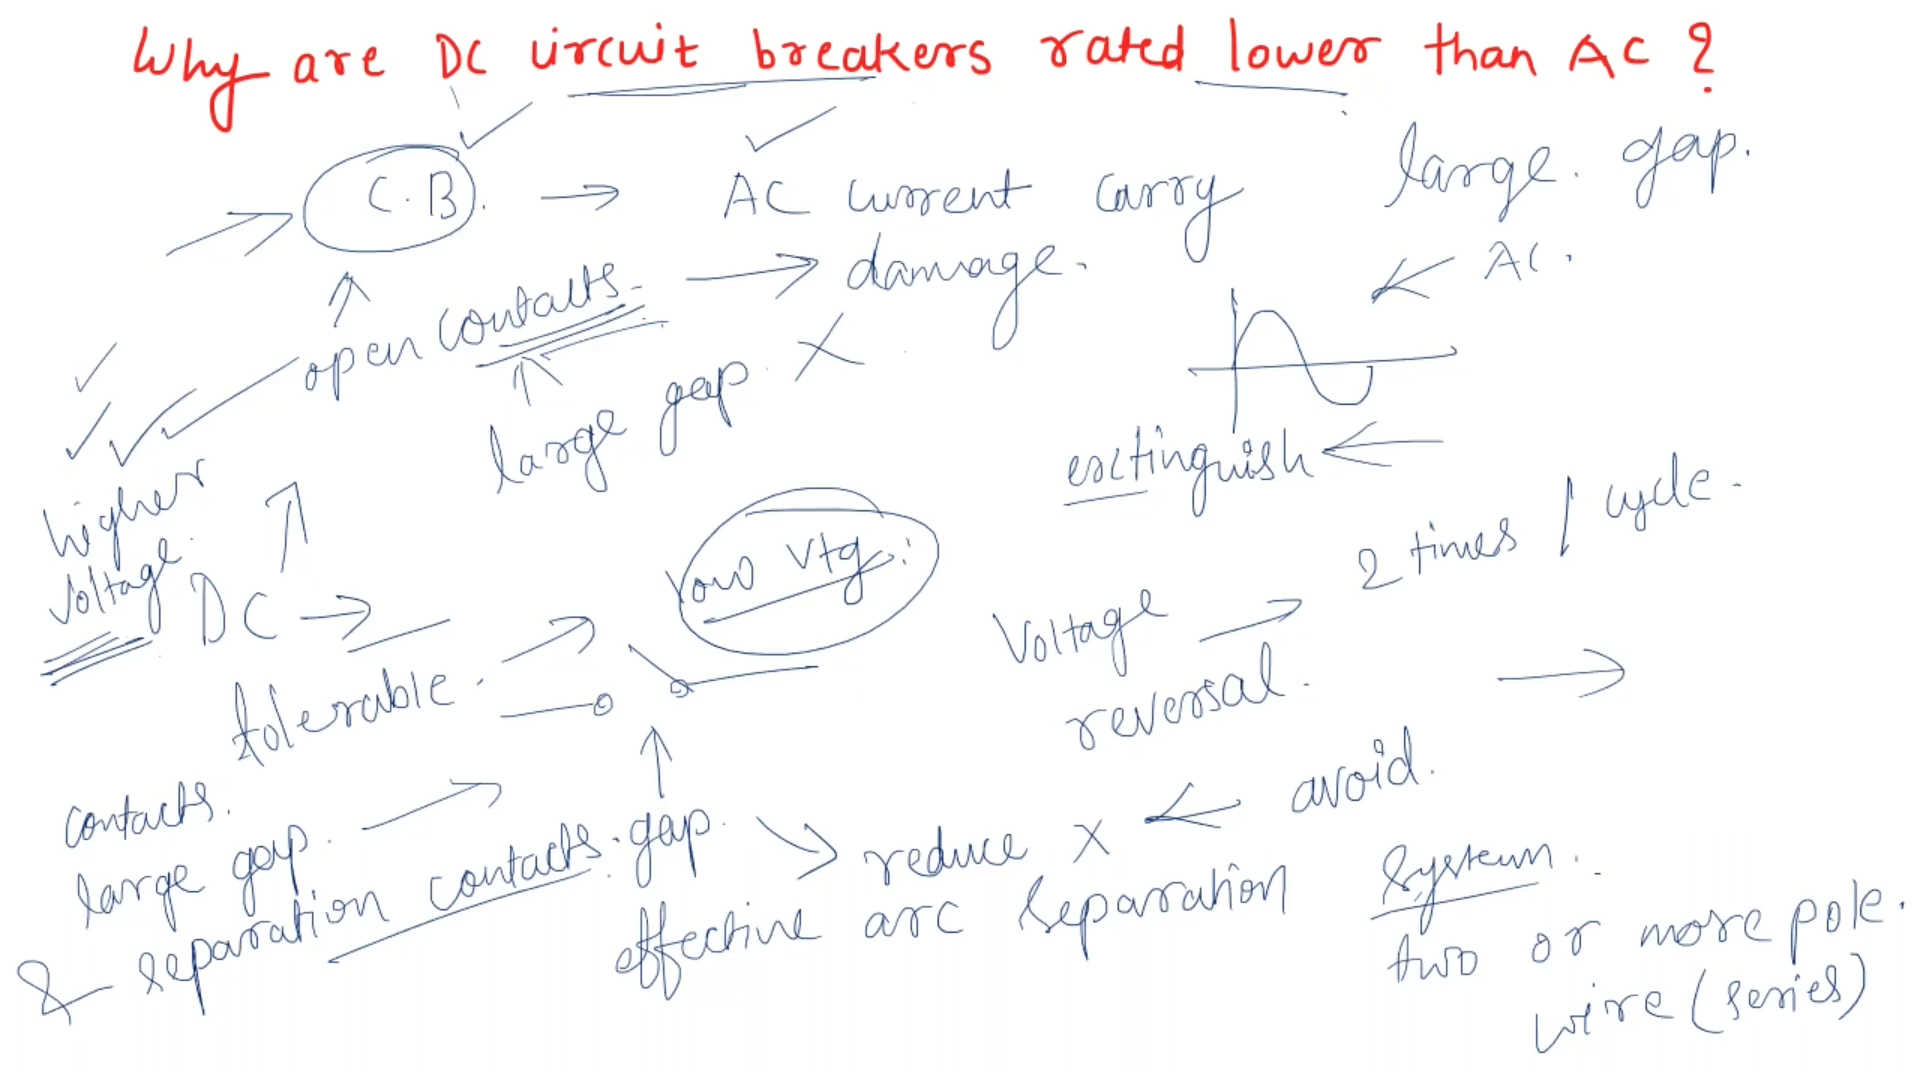 Why are DC circuit breakers rated lower than AC ?
C.B. → AC current carry
large. gap.
open contacts. → damage.
← AC.
large gap. X
extinguish ←
higher voltage.
2 times / cycle.
low vtg.
DC →
Voltage reversal. →
tolerable.
contacts.
large gap. →
& separation contacts. gap.
reduce X ← avoid.
effective arc separation
System.
two or more pole.
wire (series)